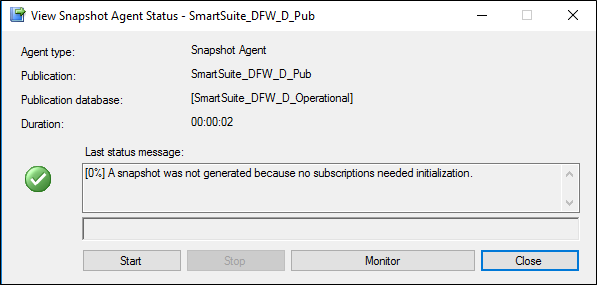 View Snapshot Agent Status - SmartSuite_DFW_D_Pub
Agent type: Snapshot Agent
Publication: SmartSuite_DFW_D_Pub
Publication database: [SmartSuite_DFW_D_Operational]
Duration: 00:00:02
Last status message:
[0%] A snapshot was not generated because no subscriptions needed initialization.
Start Stop Monitor Close